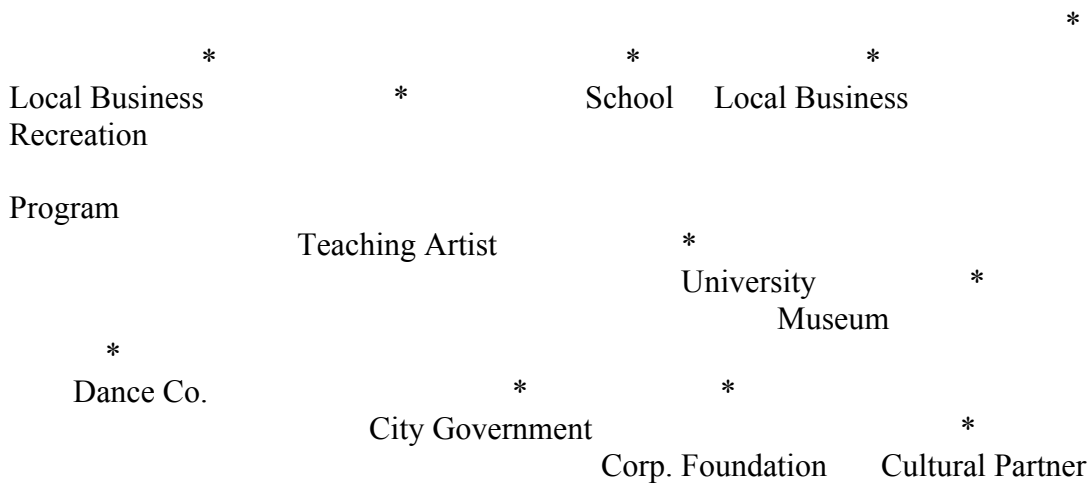 *
* * *
Local Business * School Local Business
Recreation
Program
Teaching Artist *
University *
Museum
*
Dance Co. * *
City Government *
Corp. Foundation Cultural Partner